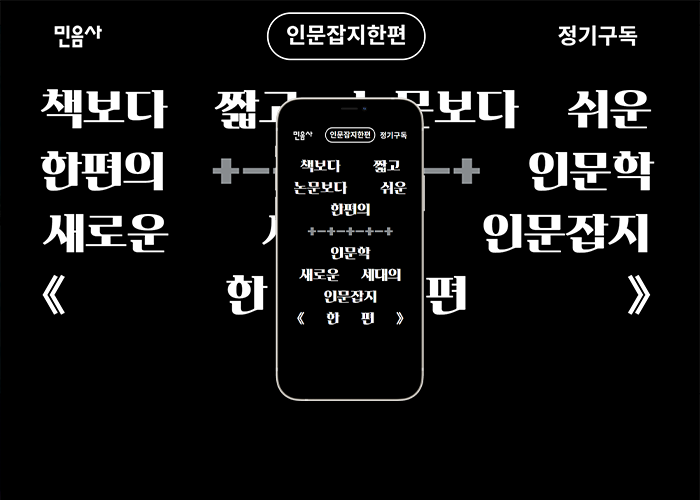 민음사 인문잡지한편 정기구독
책보다 짧고 문보다 쉬운
한편의 +–+ 인문학
새로운 인문잡지
《 한 편 》
민음사 인문잡지한편 정기구독
책보다 짧고
논문보다 쉬운
한편의
+–+–+–+–+–+
인문학
새로운 세대의
인문잡지
《 한 편 》